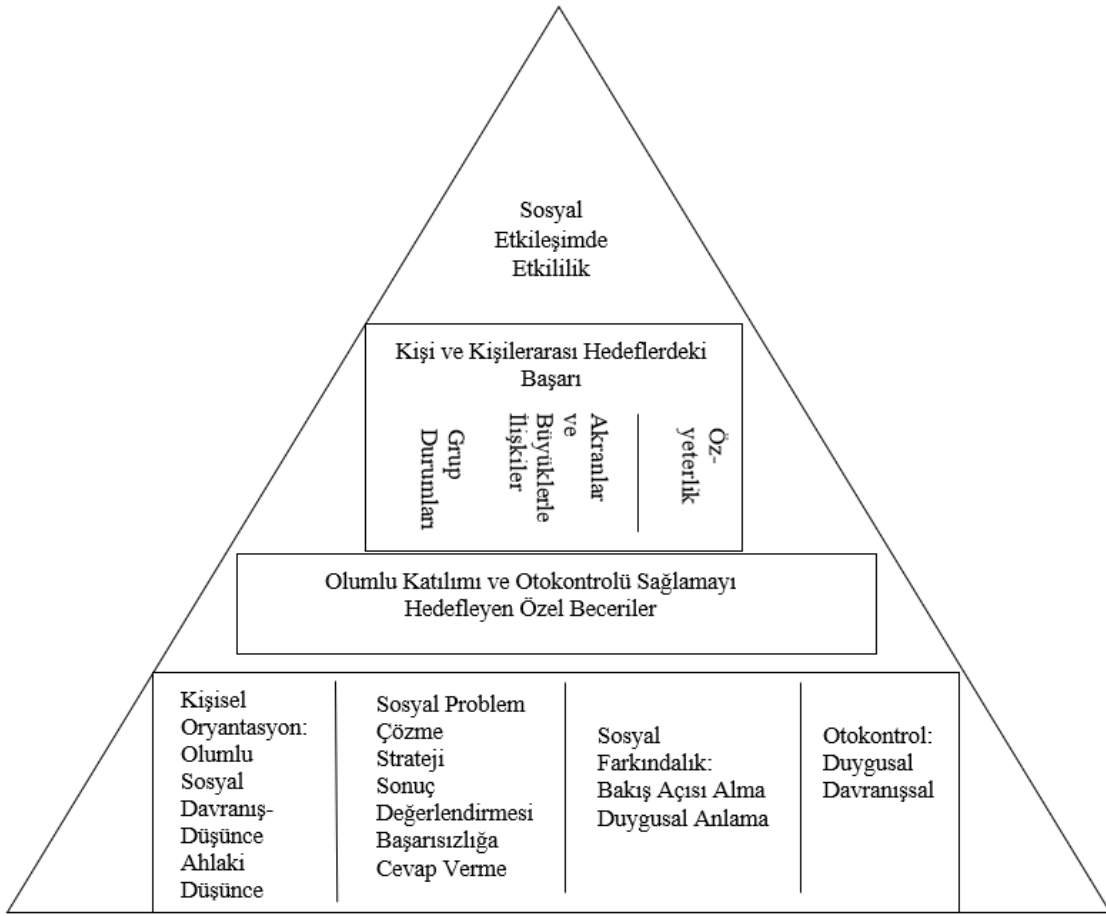 Sosyal
Etkileşimde
Etkililik
Kişi ve Kişilerarası Hedeflerdeki
Başarı
Grup
Durumları
Akranlar
ve
Büyüklerle
İlişkiler
Öz-
yeterlik
Olumlu Katılımı ve Otokontrolü Sağlamayı
Hedefleyen Özel Beceriler
Kişisel
Oryantasyon:
Olumlu
Sosyal
Davranış-
Düşünce
Ahlaki
Düşünce
Sosyal Problem
Çözme
Strateji
Sonuç
Değerlendirmesi
Başarısızlığa
Cevap Verme
Sosyal
Farkındalık:
Bakış Açısı Alma
Duygusal Anlama
Otokontrol:
Duygusal
Davranışsal